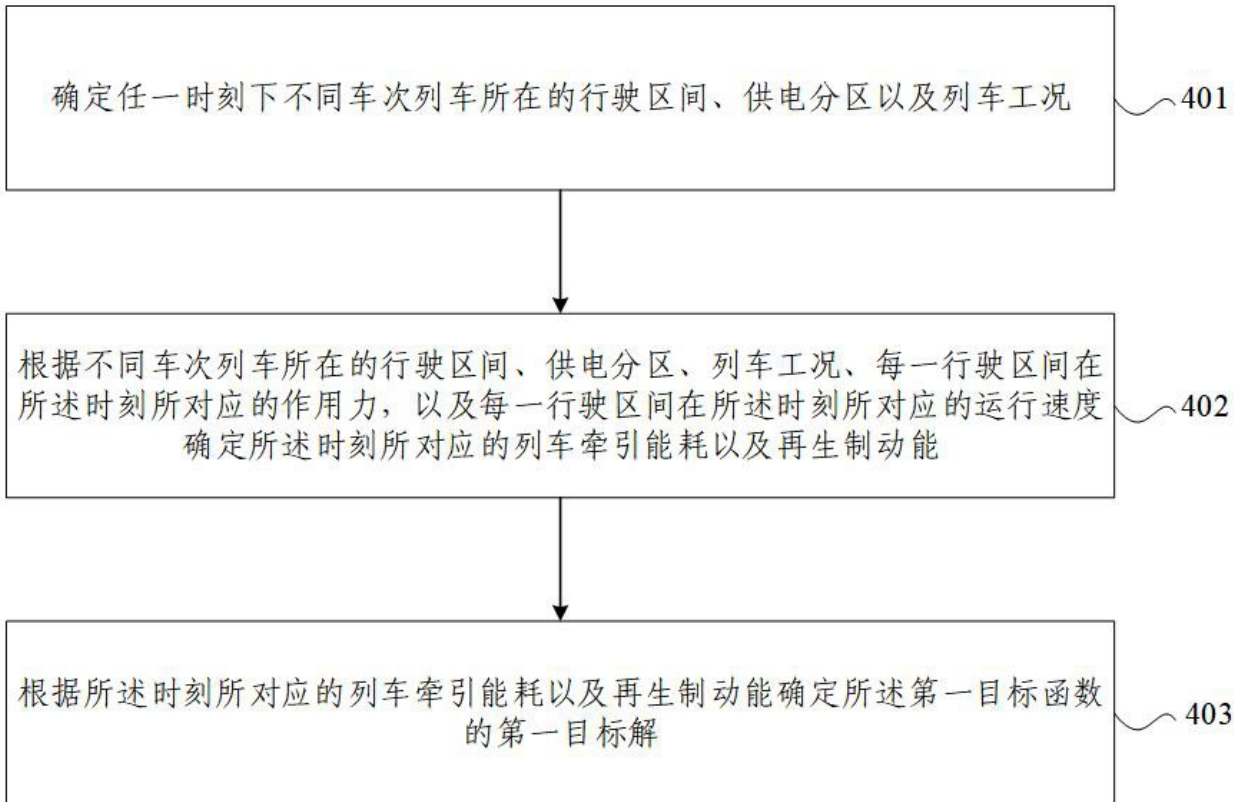 确定任一时刻下不同车次列车所在的行驶区间、供电分区以及列车工况
401
根据不同车次列车所在的行驶区间、供电分区、列车工况、每一行驶区间在
所述时刻所对应的作用力，以及每一行驶区间在所述时刻所对应的运行速度
确定所述时刻所对应的列车牵引能耗以及再生制动能
402
根据所述时刻所对应的列车牵引能耗以及再生制动能确定所述第一目标函数
的第一目标解
403